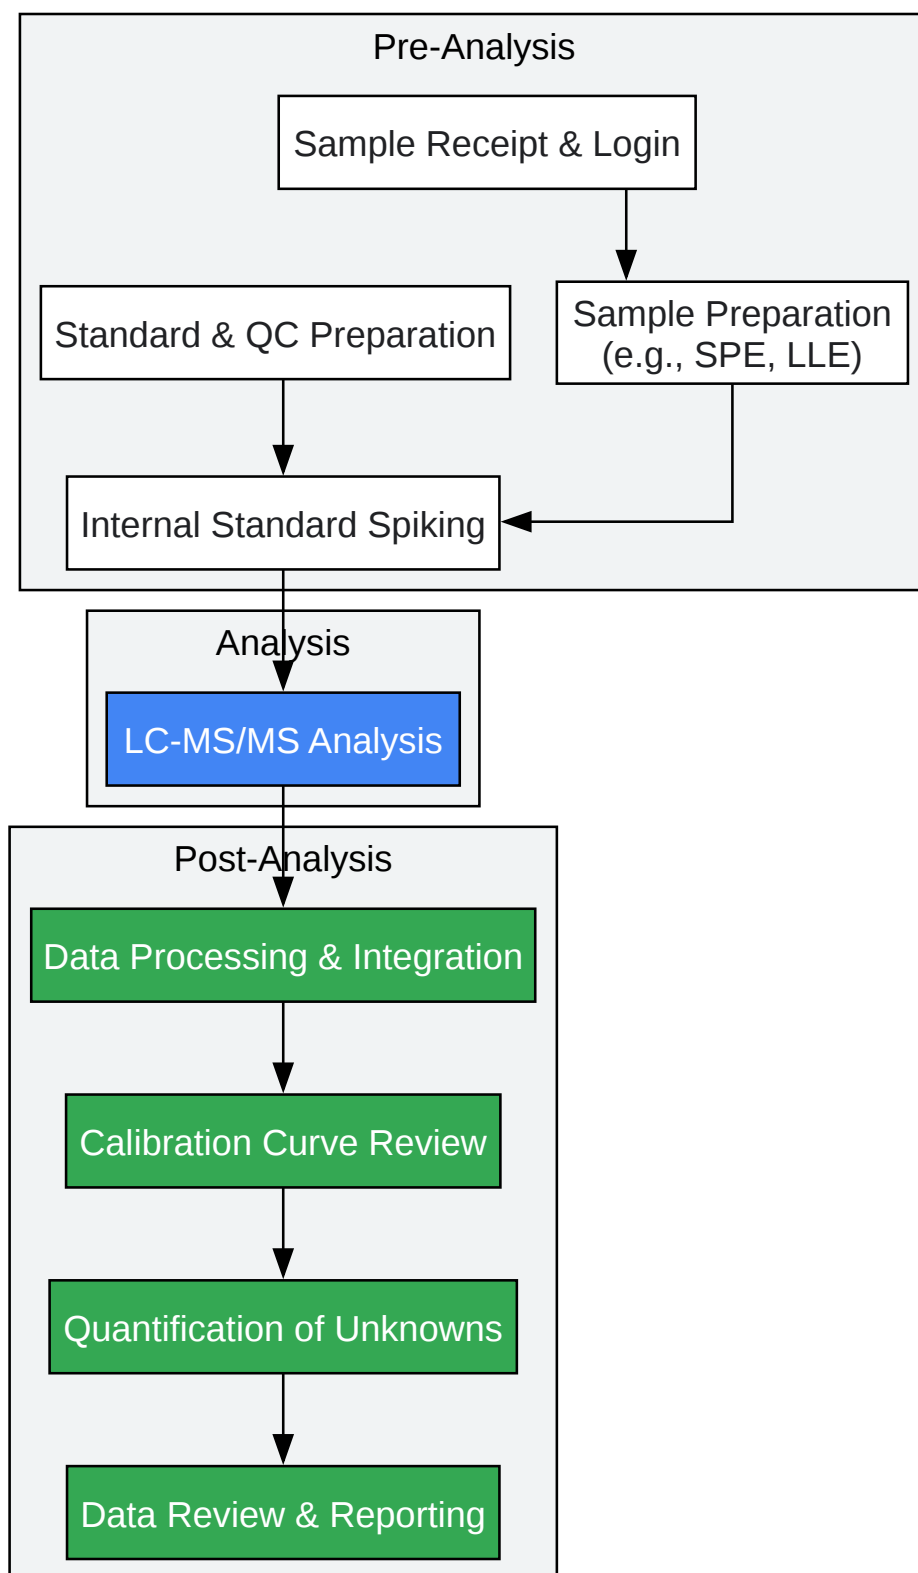 Pre-Analysis
Sample Receipt & Login
Standard & QC Preparation
Sample Preparation
(e.g., SPE, LLE)
Internal Standard Spiking
Analysis
LC-MS/MS Analysis
Post-Analysis
Data Processing & Integration
Calibration Curve Review
Quantification of Unknowns
Data Review & Reporting